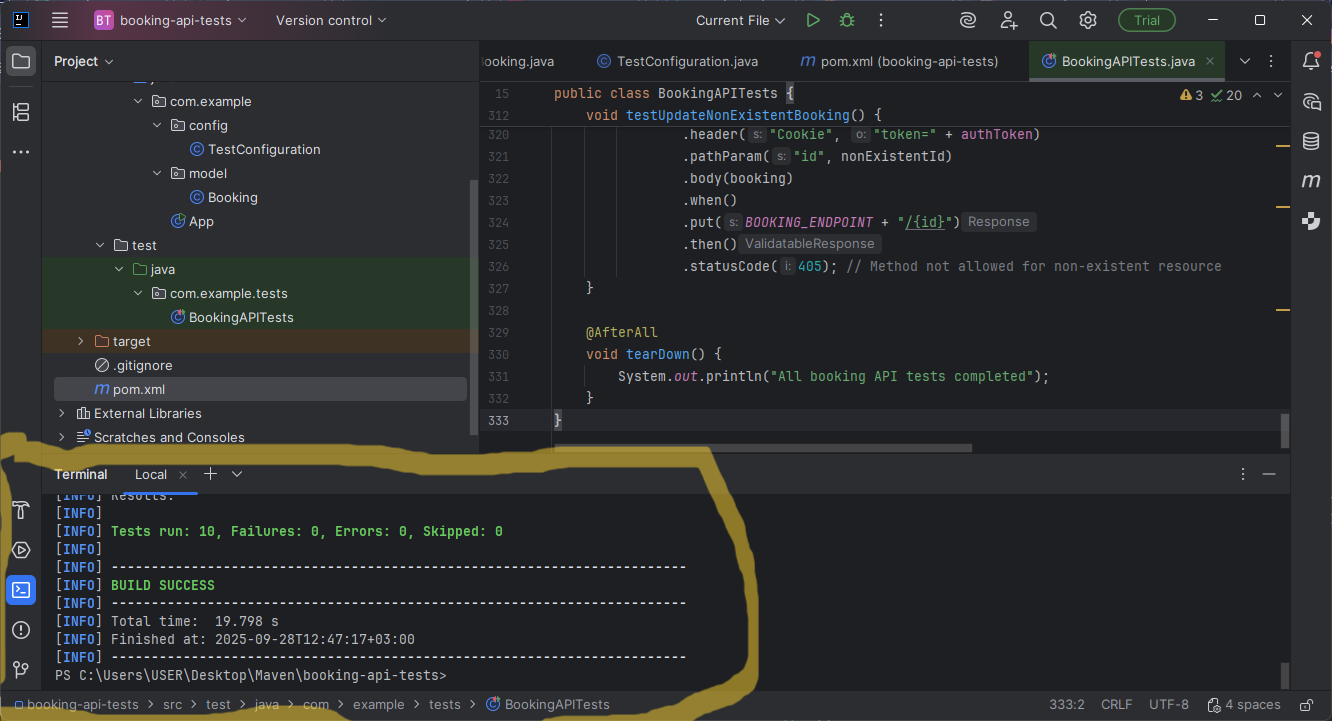 BT booking-api-tests Version control Current File Trial
Project
ooking.java TestConfiguration.java pom.xml (booking-api-tests) BookingAPITests.java
com.example
config
TestConfiguration
model
Booking
App
test
java
com.example.tests
BookingAPITests
target
.gitignore
pom.xml
External Libraries
Scratches and Consoles
3 20
15 public class BookingAPITests {
312 void testUpdateNonExistentBooking() {
320 .header( s: "Cookie", o: "token=" + authToken)
321 .pathParam( s: "id", nonExistentId)
322 .body(booking)
323 .when()
324 .put( s: BOOKING_ENDPOINT + "/{id}") Response
325 .then() ValidatableResponse
326 .statusCode( i: 405); // Method not allowed for non-existent resource
327 }
328
329 @AfterAll
330 void tearDown() {
331 System.out.println("All booking API tests completed");
332 }
333 }
Terminal Local
[INFO] Results:
[INFO]
[INFO] Tests run: 10, Failures: 0, Errors: 0, Skipped: 0
[INFO]
[INFO] ------------------------------------------------------------------------
[INFO] BUILD SUCCESS
[INFO] ------------------------------------------------------------------------
[INFO] Total time:  19.798 s
[INFO] Finished at: 2025-09-28T12:47:17+03:00
[INFO] ------------------------------------------------------------------------
PS C:\Users\USER\Desktop\Maven\booking-api-tests>
booking-api-tests > src > test > java > com > example > tests > BookingAPITests 333:2 CRLF UTF-8 4 spaces